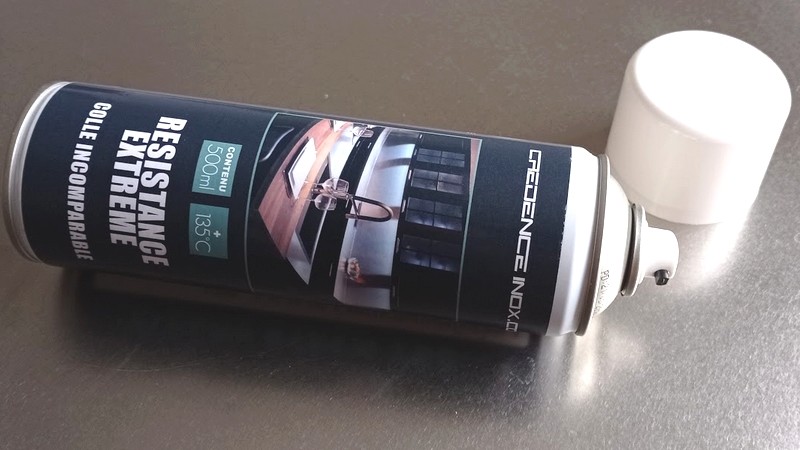 CREDENCE INOX.
CONTENU
500ml
+
135°C
RESISTANCE
EXTREME
COLLE INCOMPARABLE